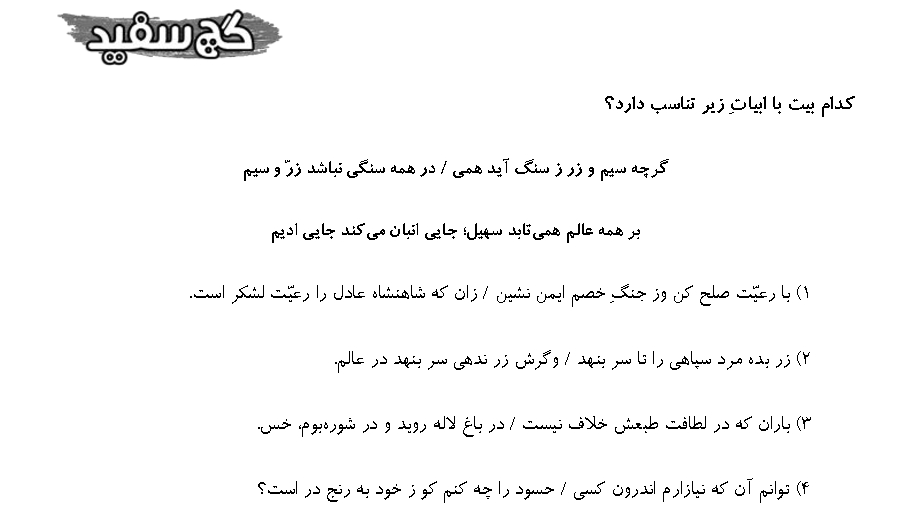 گچ سفید
کدام بیت با ابیاتِ زیر تناسب دارد؟
گرچه سیم و زر ز سنگ آید همی / در همه سنگی نباشد زرّ و سیم
بر همه عالم همی‌تابد سهیل؛ جایی انبان می‌کند جایی ادیم
۱) با رعیّت صلح کن وز جنگِ خصم ایمن نشین / زان که شاهنشاه عادل را رعیّت لشکر است.
۲) زر بده مرد سپاهی را تا سر بنهد / وگرش زر ندهی سر بنهد در عالم.
۳) باران که در لطافت طبعش خلاف نیست / در باغ لاله روید و در شوره‌بوم، خس.
۴) توانم آن که نیازارم اندرون کسی / حسود را چه کنم کو ز خود به رنج در است؟